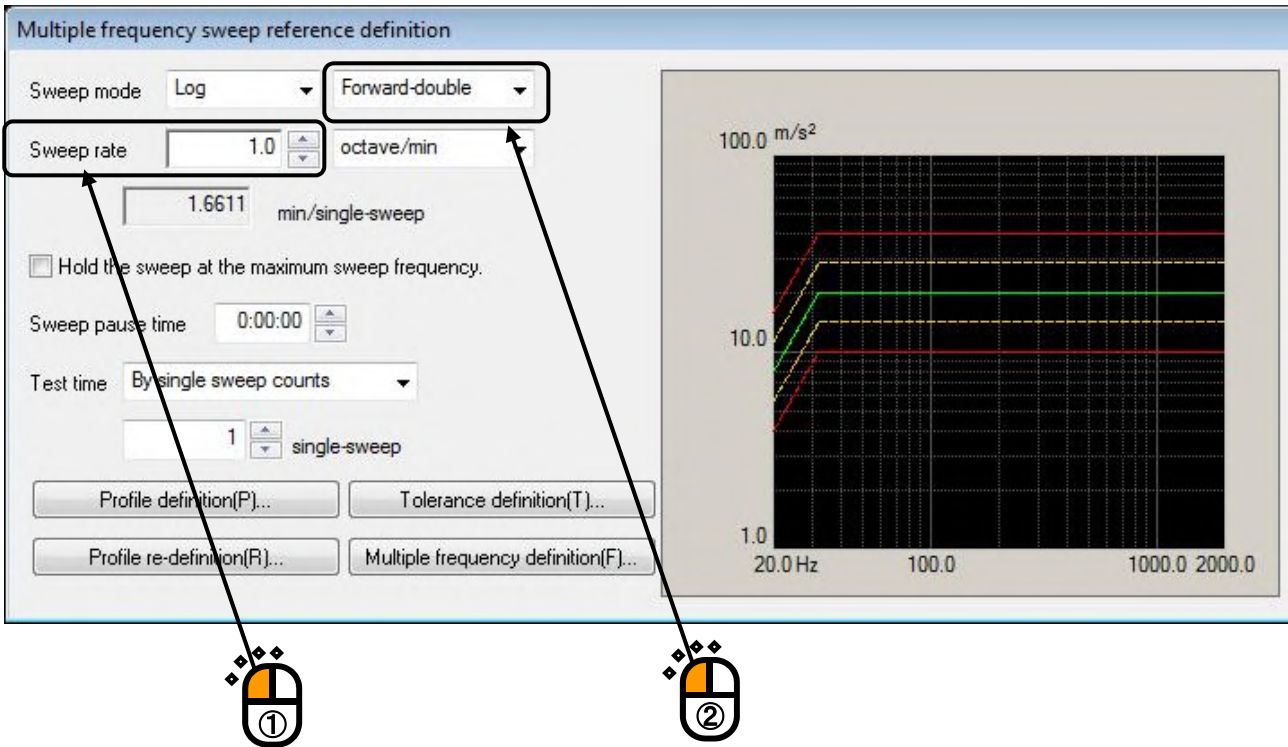 Multiple frequency sweep reference definition
Sweep mode Log Forward-double
Sweep rate 1.0 octave/min
1.6611 min/single-sweep
Hold the sweep at the maximum sweep frequency.
Sweep pause time 0:00:00
Test time By single sweep counts
1 single-sweep
Profile definition(P)... Tolerance definition(T)...
Profile re-definition(R)... Multiple frequency definition(F)...
100.0 m/s²
10.0
1.0
20.0 Hz 100.0 1000.0 2000.0
① ②